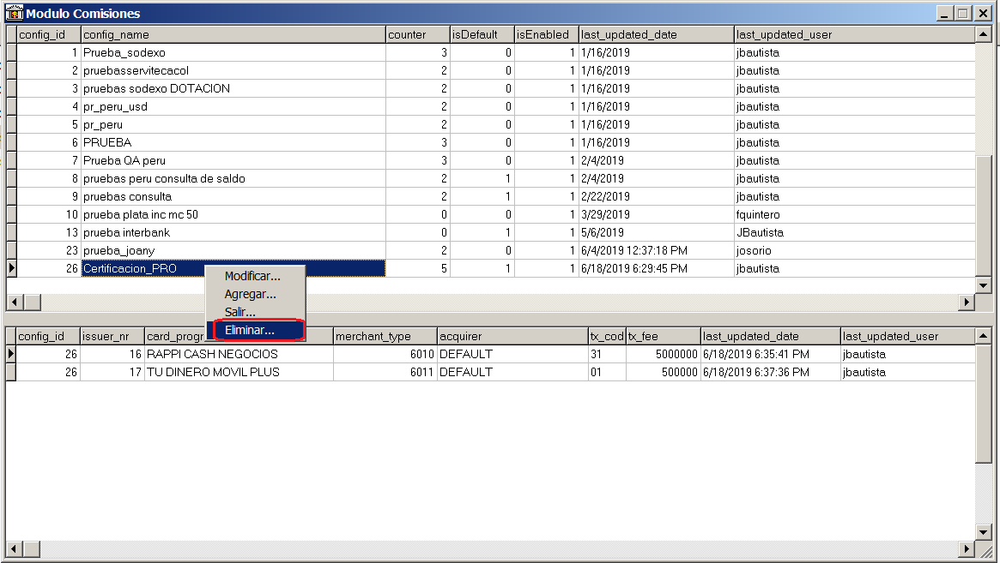 Modulo Comisiones
config_id config_name counter isDefault isEnabled last_updated_date last_updated_user
1 Prueba_sodexo 3 0 1 1/16/2019 jbautista
2 pruebasservitecacol 2 0 1 1/16/2019 jbautista
3 pruebas sodexo DOTACION 2 0 1 1/16/2019 jbautista
4 pr_peru_usd 2 0 1 1/16/2019 jbautista
5 pr_peru 2 0 1 1/16/2019 jbautista
6 PRUEBA 3 0 1 1/16/2019 jbautista
7 Prueba QA peru 3 0 1 2/4/2019 jbautista
8 pruebas peru consulta de saldo 2 1 1 2/4/2019 jbautista
9 pruebas consulta 2 1 1 2/22/2019 jbautista
10 prueba plata inc mc 50 0 0 1 3/29/2019 fquintero
13 prueba interbank 0 1 1 5/6/2019 JBautista
23 prueba_joany 2 0 1 6/4/2019 12:37:18 PM josorio
26 Certificacion_PRO 5 1 1 6/18/2019 6:29:45 PM jbautista
Modificar...
Agregar...
Salir...
Eliminar...
config_id issuer_nr card_progr merchant_type acquirer tx_cod tx_fee last_updated_date last_updated_user
26 16 RAPPI CASH NEGOCIOS 6010 DEFAULT 31 5000000 6/18/2019 6:35:41 PM jbautista
26 17 TU DINERO MOVIL PLUS 6011 DEFAULT 01 500000 6/18/2019 6:37:36 PM jbautista